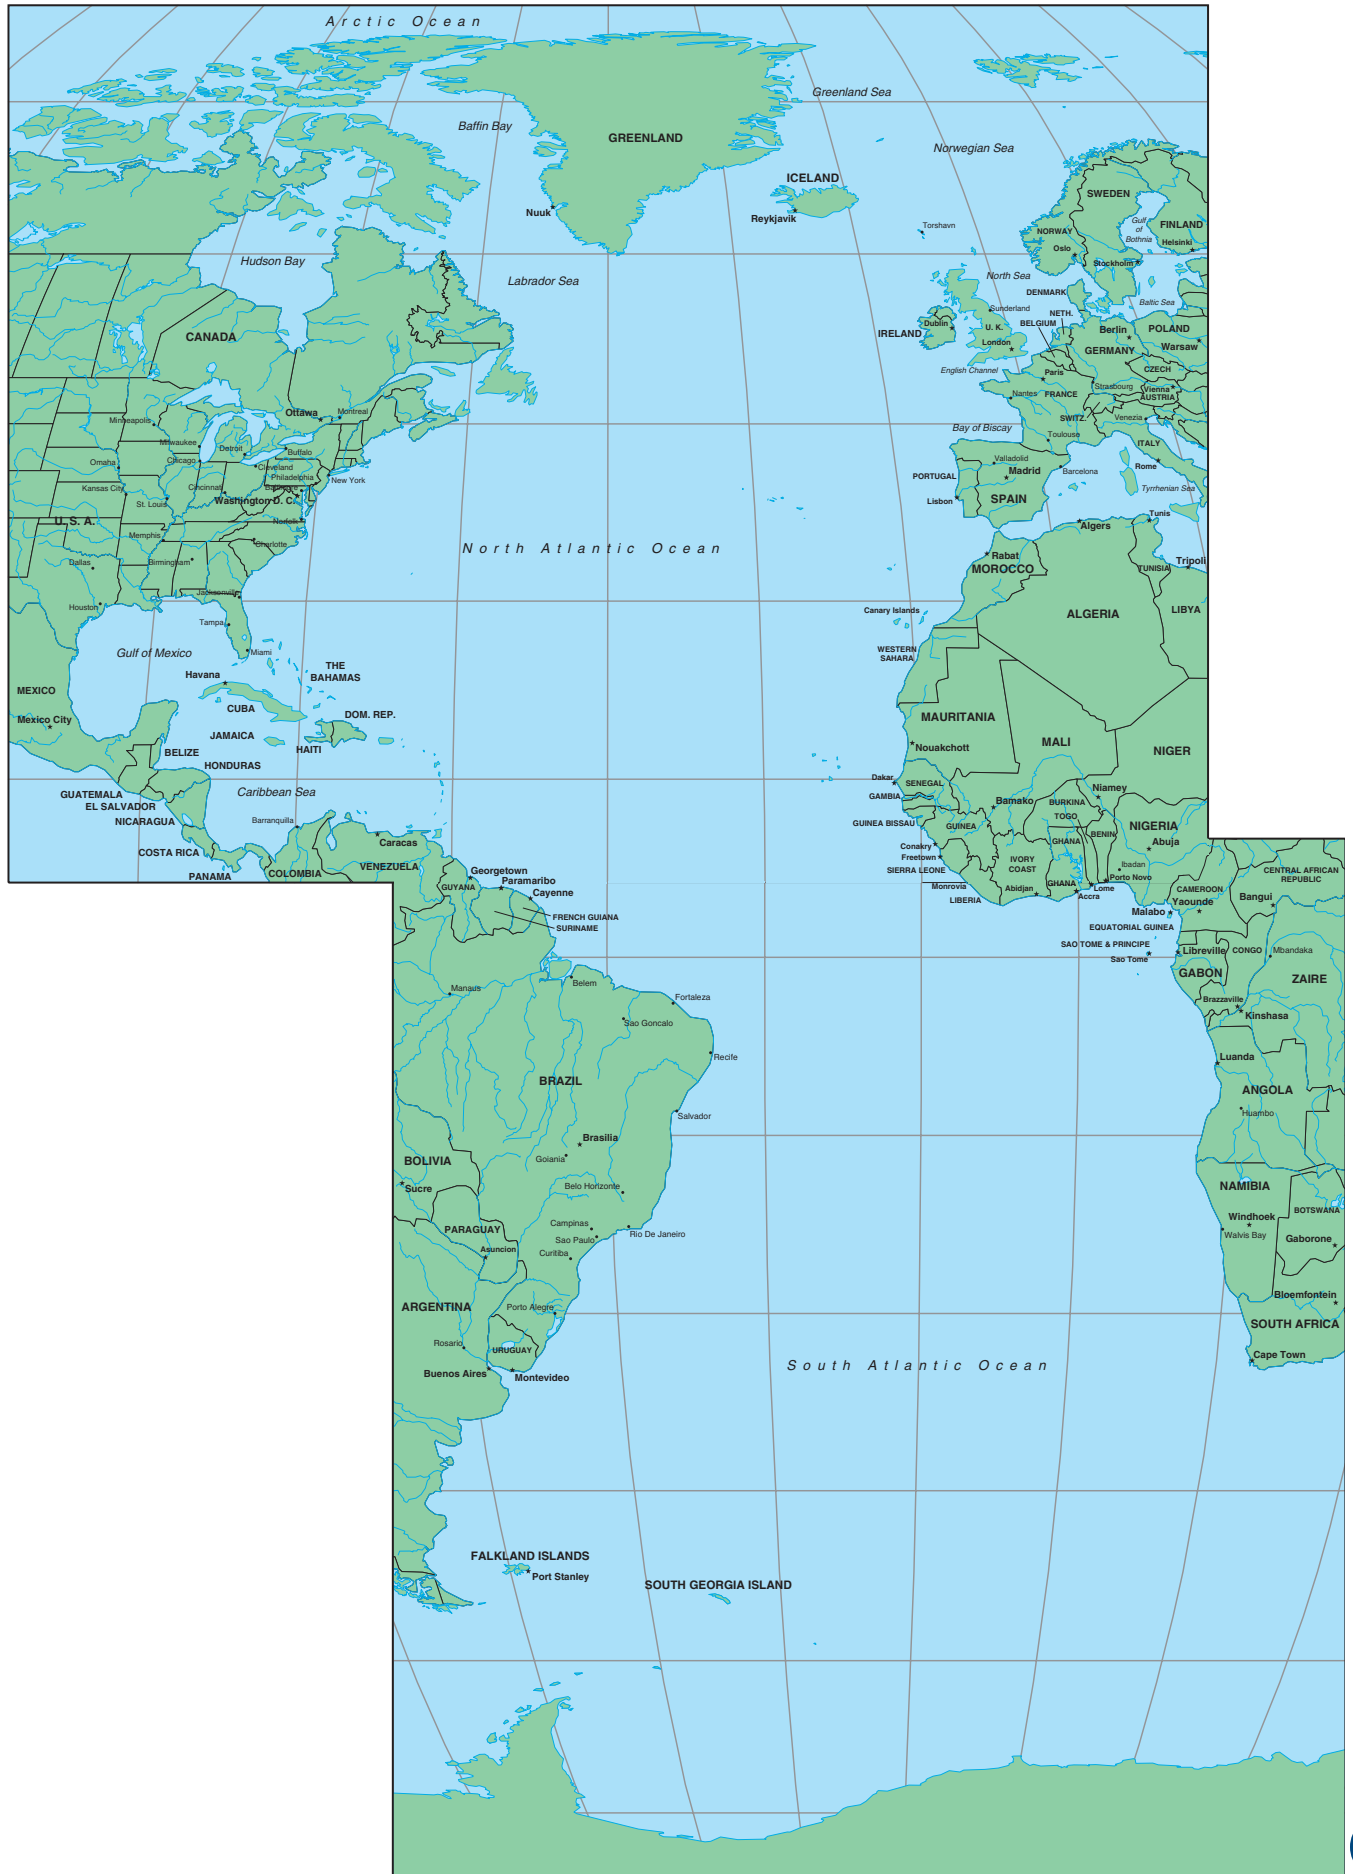 Arctic Ocean
Greenland Sea
Baffin Bay
GREENLAND
Norwegian Sea
ICELAND
Nuuk
Reykjavik
Torshavn
SWEDEN
Gulf
of
Bothnia
FINLAND
NORWAY
Helsinki
Oslo
Stockholm
Hudson Bay
Labrador Sea
North Sea
DENMARK
Baltic Sea
Sunderland
NETH.
BELGIUM
Dublin
U. K.
IRELAND
London
Berlin
POLAND
Warsaw
GERMANY
CANADA
English Channel
Paris
CZECH
Strasbourg
Vienna
AUSTRIA
Nantes
FRANCE
Ottawa
Montreal
Minneapolis
SWITZ.
Venezia
Bay of Biscay
Toulouse
Milwaukee
Detroit
Buffalo
ITALY
Omaha
Chicago
Cleveland
Valladolid
Rome
Philadelphia
New York
PORTUGAL
Madrid
Barcelona
Kansas City
Cincinnati
Baltimore
Tyrrhenian Sea
St. Louis
Washington D. C.
Lisbon
SPAIN
U. S. A.
Norfolk
Tunis
Algers
Memphis
Charlotte
North Atlantic Ocean
Rabat
Dallas
Birmingham
MOROCCO
TUNISIA
Tripoli
Jacksonville
Houston
Canary Islands
ALGERIA
LIBYA
Tampa
Gulf of Mexico
Miami
WESTERN
SAHARA
THE
BAHAMAS
Havana
MEXICO
CUBA
DOM. REP.
Mexico City
MAURITANIA
JAMAICA
HAITI
BELIZE
Nouakchott
MALI
NIGER
HONDURAS
GUATEMALA
Caribbean Sea
Dakar
SENEGAL
GAMBIA
Niamey
EL SALVADOR
Bamako
BURKINA
NICARAGUA
Barranquilla
GUINEA BISSAU
GUINEA
TOGO
NIGERIA
COSTA RICA
Caracas
Conakry
GHANA
BENIN
Abuja
PANAMA
COLOMBIA
VENEZUELA
Freetown
IVORY
COAST
Ibadan
Georgetown
SIERRA LEONE
CENTRAL AFRICAN
REPUBLIC
GUYANA
Paramaribo
Monrovia
Abidjan
GHANA
Lome
Porto Novo
Cayenne
LIBERIA
Accra
CAMEROON
Yaounde
Bangui
FRENCH GUIANA
Malabo
SURINAME
EQUATORIAL GUINEA
SAO TOME & PRINCIPE
Libreville
CONGO
Mbandaka
Sao Tome
GABON
ZAIRE
Manaus
Belem
Fortaleza
Brazzaville
Kinshasa
Sao Goncalo
Recife
Luanda
BRAZIL
ANGOLA
Salvador
Huambo
Brasilia
BOLIVIA
Goiania
Sucre
Belo Horizonte
NAMIBIA
BOTSWANA
PARAGUAY
Campinas
Windhoek
Sao Paulo
Rio De Janeiro
Walvis Bay
Asuncion
Curitiba
Gaborone
ARGENTINA
Porto Alegre
Bloemfontein
SOUTH AFRICA
Rosario
URUGUAY
Cape Town
South Atlantic Ocean
Buenos Aires
Montevideo
FALKLAND ISLANDS
Port Stanley
SOUTH GEORGIA ISLAND